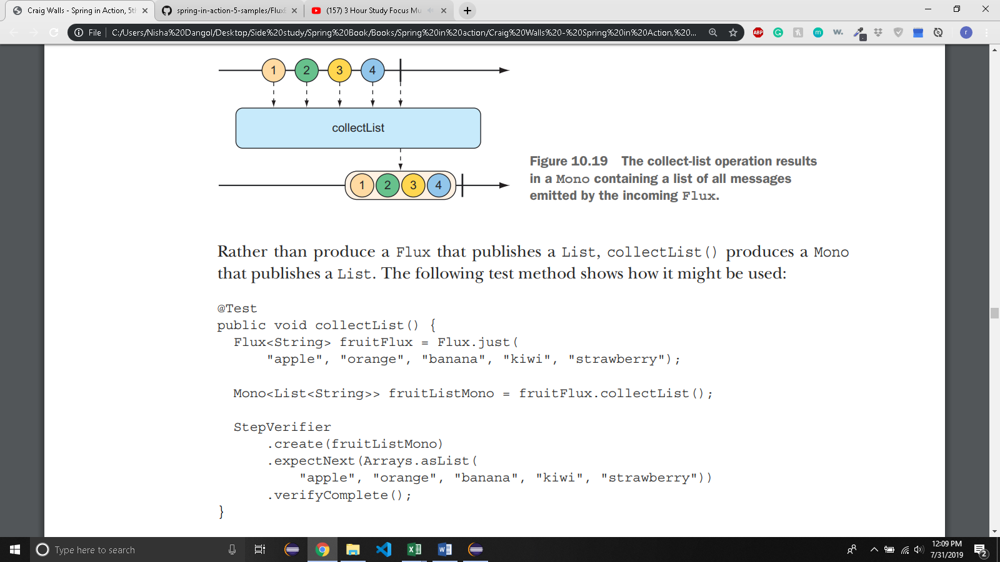 Craig Walls - Spring in Action, 5th
spring-in-action-5-samples/FluxB
(157) 3 Hour Study Focus Mu
File
C:/Users/Nisha%20Dangol/Desktop/Side%20study/Spring%20Book/Books/Spring%20in%20action/Craig%20Walls%20-%20Spring%20in%20Action,%20...
ABP
G
m
w.
r
1 2 3 4
collectList
1 2 3 4
Figure 10.19 The collect-list operation results
in a Mono containing a list of all messages
emitted by the incoming Flux.
Rather than produce a Flux that publishes a List, collectList() produces a Mono
that publishes a List. The following test method shows how it might be used:
@Test
public void collectList() {
Flux<String> fruitFlux = Flux.just(
"apple", "orange", "banana", "kiwi", "strawberry");
Mono<List<String>> fruitListMono = fruitFlux.collectList();
StepVerifier
.create(fruitListMono)
.expectNext(Arrays.asList(
"apple", "orange", "banana", "kiwi", "strawberry"))
.verifyComplete();
}
Type here to search
12:09 PM
7/31/2019
2